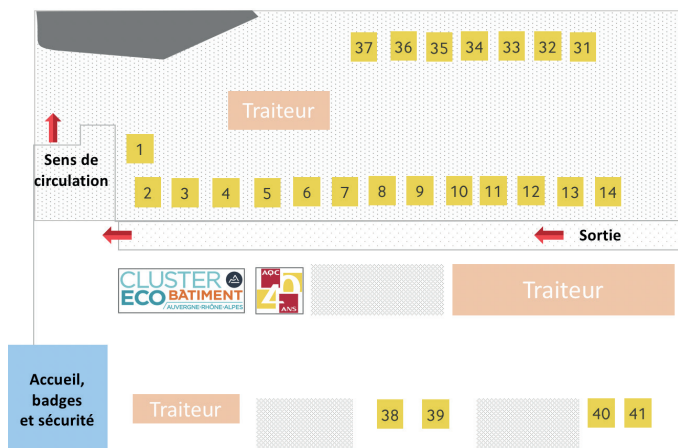 37 36 35 34 33 32 31
Traiteur
1
Sens de
circulation
2 3 4 5 6 7 8 9 10 11 12 13 14
Sortie
CLUSTER
ECO BÂTIMENT
/AUVERGNE-RHÔNE-ALPES
AQC
45
ANS
Traiteur
Accueil,
badges
et sécurité
Traiteur
38 39
40 41